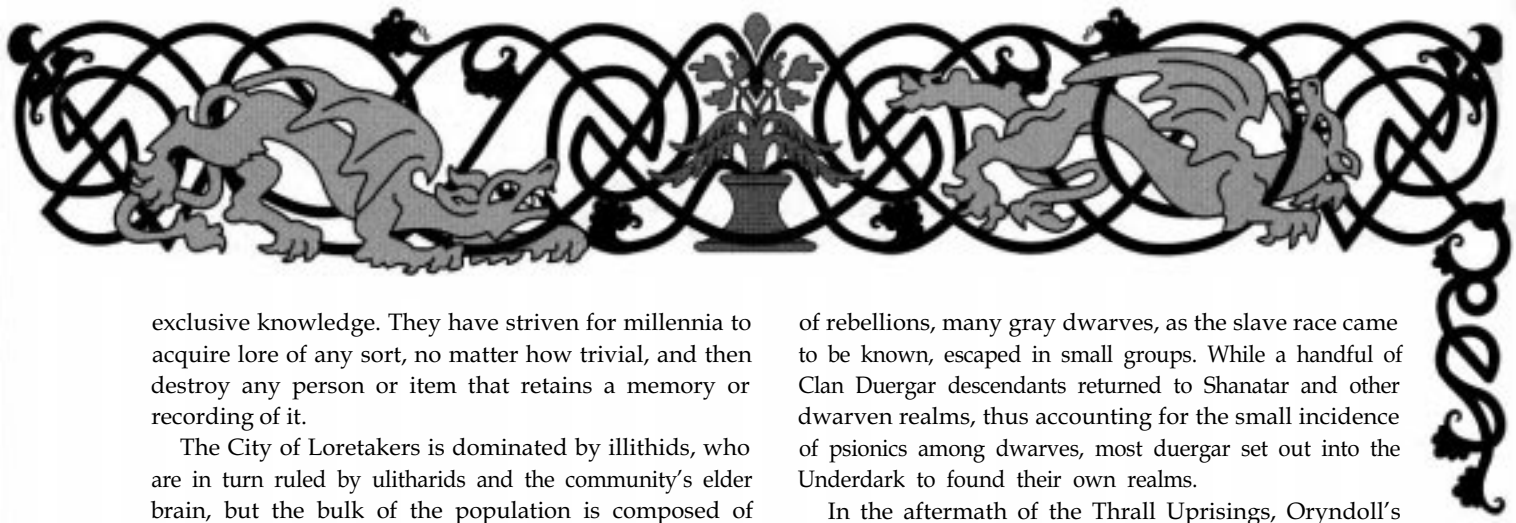 exclusive knowledge. They have striven for millennia to
acquire lore of any sort, no matter how trivial, and then
destroy any person or item that retains a memory or
recording of it.
The City of Loretakers is dominated by illithids, who
are in turn ruled by ulitharids and the community's elder
brain, but the bulk of the population is composed of
of rebellions, many gray dwarves, as the slave race came
to be known, escaped in small groups. While a handful of
Clan Duergar descendants returned to Shanatar and other
dwarven realms, thus accounting for the small incidence
of psionics among dwarves, most duergar set out into the
Underdark to found their own realms.
In the aftermath of the Thrall Uprisings, Oryndoll's